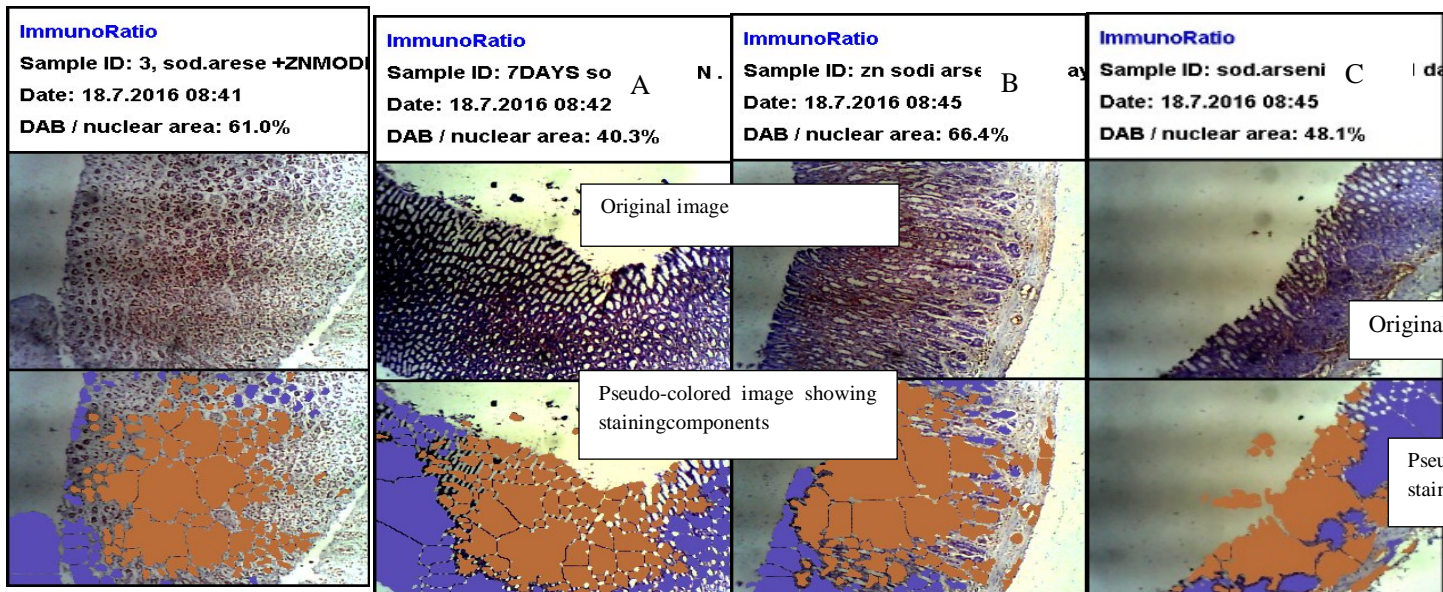 ImmunoRatio
Sample ID: 3, sod.arese +ZNMODI
Date: 18.7.2016 08:41
DAB / nuclear area: 61.0%
ImmunoRatio
Sample ID: 7DAYS so A N .
Date: 18.7.2016 08:42
DAB / nuclear area: 40.3%
Original image
Pseudo-colored image showing
stainingcomponents
ImmunoRatio
Sample ID: zn sodi arse B ay
Date: 18.7.2016 08:45
DAB / nuclear area: 66.4%
ImmunoRatio
Sample ID: sod.arseni C da
Date: 18.7.2016 08:45
DAB / nuclear area: 48.1%
Origina
Pseu
stain